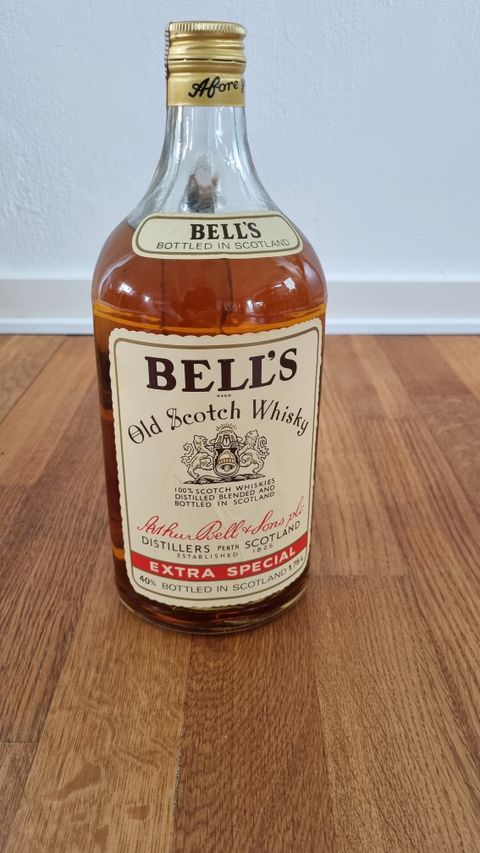 Afore
BELL'S
BOTTLED IN SCOTLAND
BELL'S
Old Scotch Whisky
100% SCOTCH WHISKIES
DISTILLED BLENDED AND
BOTTLED IN SCOTLAND
Arthur Bell & Sons plc
DISTILLERS PERTH SCOTLAND
ESTABLISHED 1825
EXTRA SPECIAL
40% BOTTLED IN SCOTLAND 1.75 L